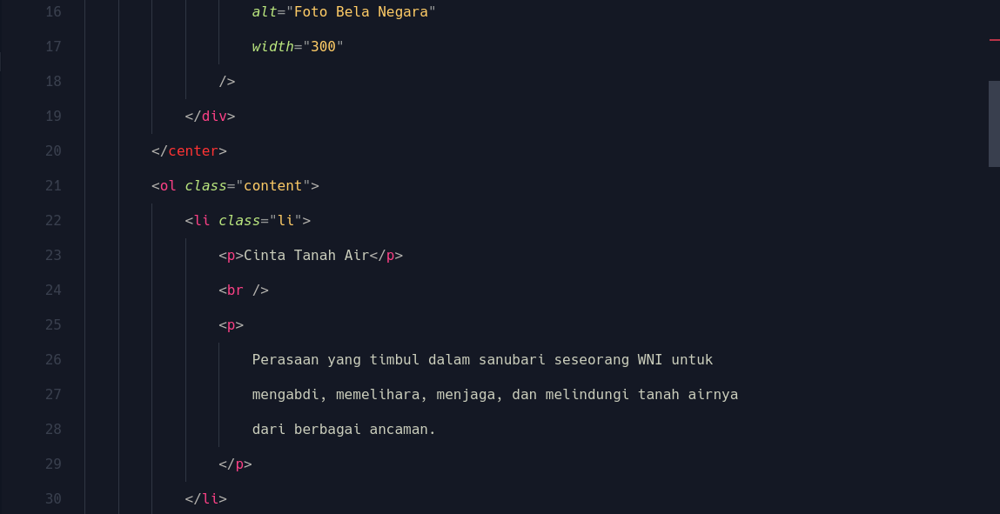 16 alt="Foto Bela Negara"
17 width="300"
18 />
19 </div>
20 </center>
21 <ol class="content">
22 <li class="li">
23 <p>Cinta Tanah Air</p>
24 <br />
25 <p>
26 Perasaan yang timbul dalam sanubari seseorang WNI untuk
27 mengabdi, memelihara, menjaga, dan melindungi tanah airnya
28 dari berbagai ancaman.
29 </p>
30 </li>